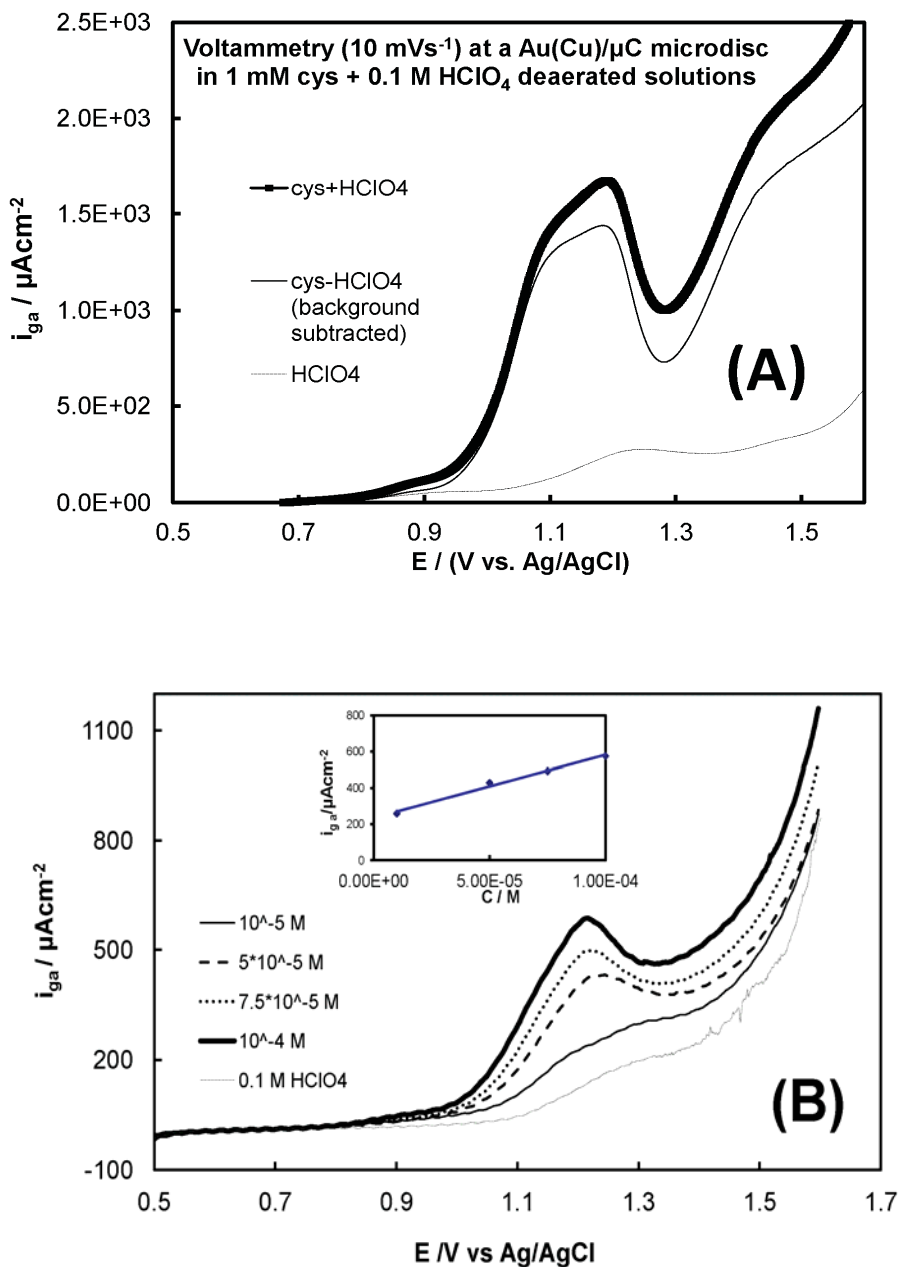 2.5E+03
2.0E+03
1.5E+03
1.0E+03
5.0E+02
0.0E+00
i_ga / µAcm⁻²
Voltammetry (10 mVs⁻¹) at a Au(Cu)/µC microdisc
in 1 mM cys + 0.1 M HClO₄ deaerated solutions
cys+HClO4
cys-HClO4
(background
subtracted)
HClO4
(A)
0.5 0.7 0.9 1.1 1.3 1.5
E / (V vs. Ag/AgCl)
1100
800
500
200
-100
i_ga / µAcm⁻²
800
600
400
200
0
i_ga/µAcm⁻²
0.00E+00 5.00E-05 1.00E-04
C / M
10^-5 M
5*10^-5 M
7.5*10^-5 M
10^-4 M
0.1 M HClO4
(B)
0.5 0.7 0.9 1.1 1.3 1.5 1.7
E /V vs Ag/AgCl